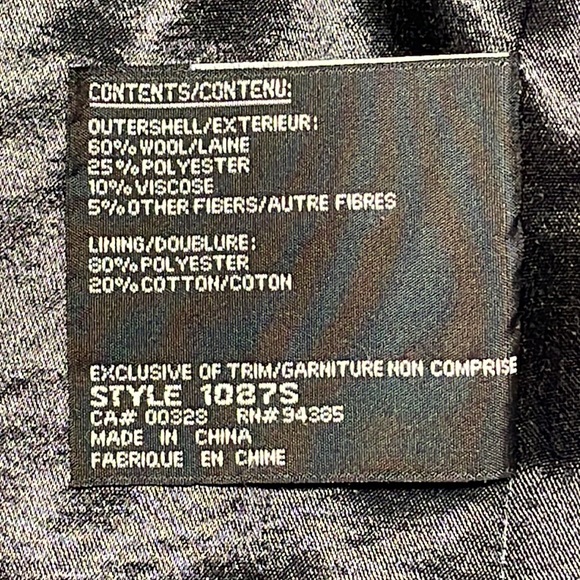 CONTENTS/CONTENU:
OUTERSHELL/EXTERIEUR:
60% WOOL/LAINE
25% POLYESTER
10% VISCOSE
5% OTHER FIBERS/AUTRE FIBRES
LINING/DOUBLURE:
80% POLYESTER
20% COTTON/COTON
EXCLUSIVE OF TRIM/GARNITURE NON COMPRISE
STYLE 1087S
CA# 00329 RN# 94385
MADE IN CHINA
FABRIQUE EN CHINE